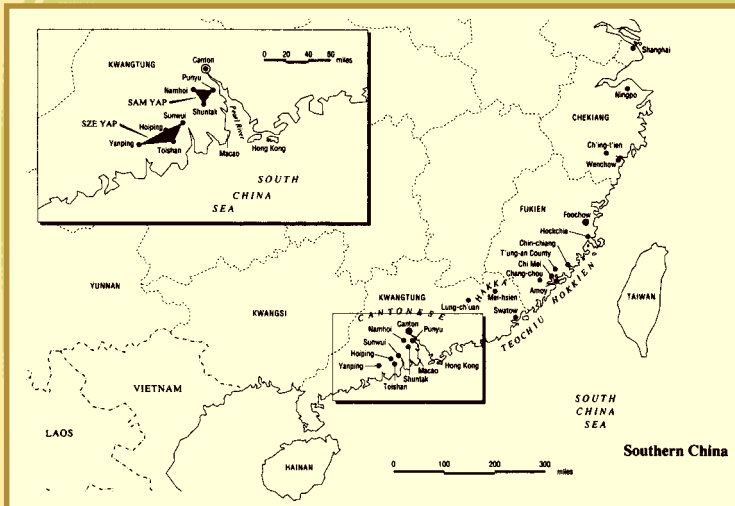 KWANGTUNG
Canton
0 20 40 60
miles
Punyu
Namhoi
SAM YAP
Shuntak
Pearl River
Sunwui
SZE YAP
Hoiping
Yanping
Toishan
Macao
Hong Kong
SOUTH
CHINA
SEA
Shanghai
Ningpo
CHEKIANG
Ch'ing-t'ien
Wenchow
FUKIEN
Foochow
Hockchia
Chin-chiang
T'ung-an County
Chi Mei
Chang-chou
Amoy
HOKKIEN
TEOCHIU
HAKKA
Mei-hsien
Lung-ch'uan
Swatow
TAIWAN
YUNNAN
KWANGSI
KWANGTUNG
CANTONESE
Canton
Namhoi
Punyu
Sunwui
Hoiping
Yanping
Hong Kong
Macao
Shuntak
Toishan
VIETNAM
LAOS
HAINAN
SOUTH
CHINA
SEA
Southern China
0 100 200 300
miles